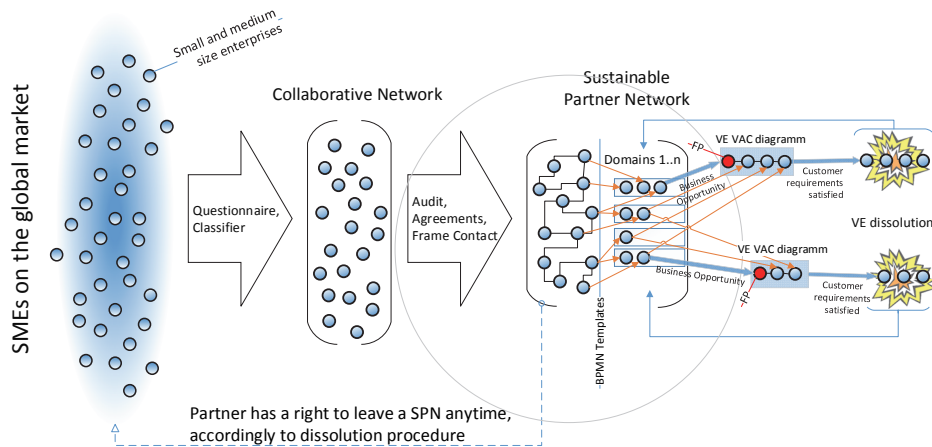 SMEs on the global market
Small and medium
size enterprises
Collaborative Network
Questionnaire,
Classifier
Audit,
Agreements,
Frame Contact
Sustainable
Partner Network
Domains 1..n
-BPMN Templates-
-FP-
VE VAC diagramm
Business
Opportunity
Customer
requirements
satisfied
VE dissolution
VE VAC diagramm
Business Opportunity
-FP-
Customer
requirements
satisfied
Partner has a right to leave a SPN anytime,
accordingly to dissolution procedure